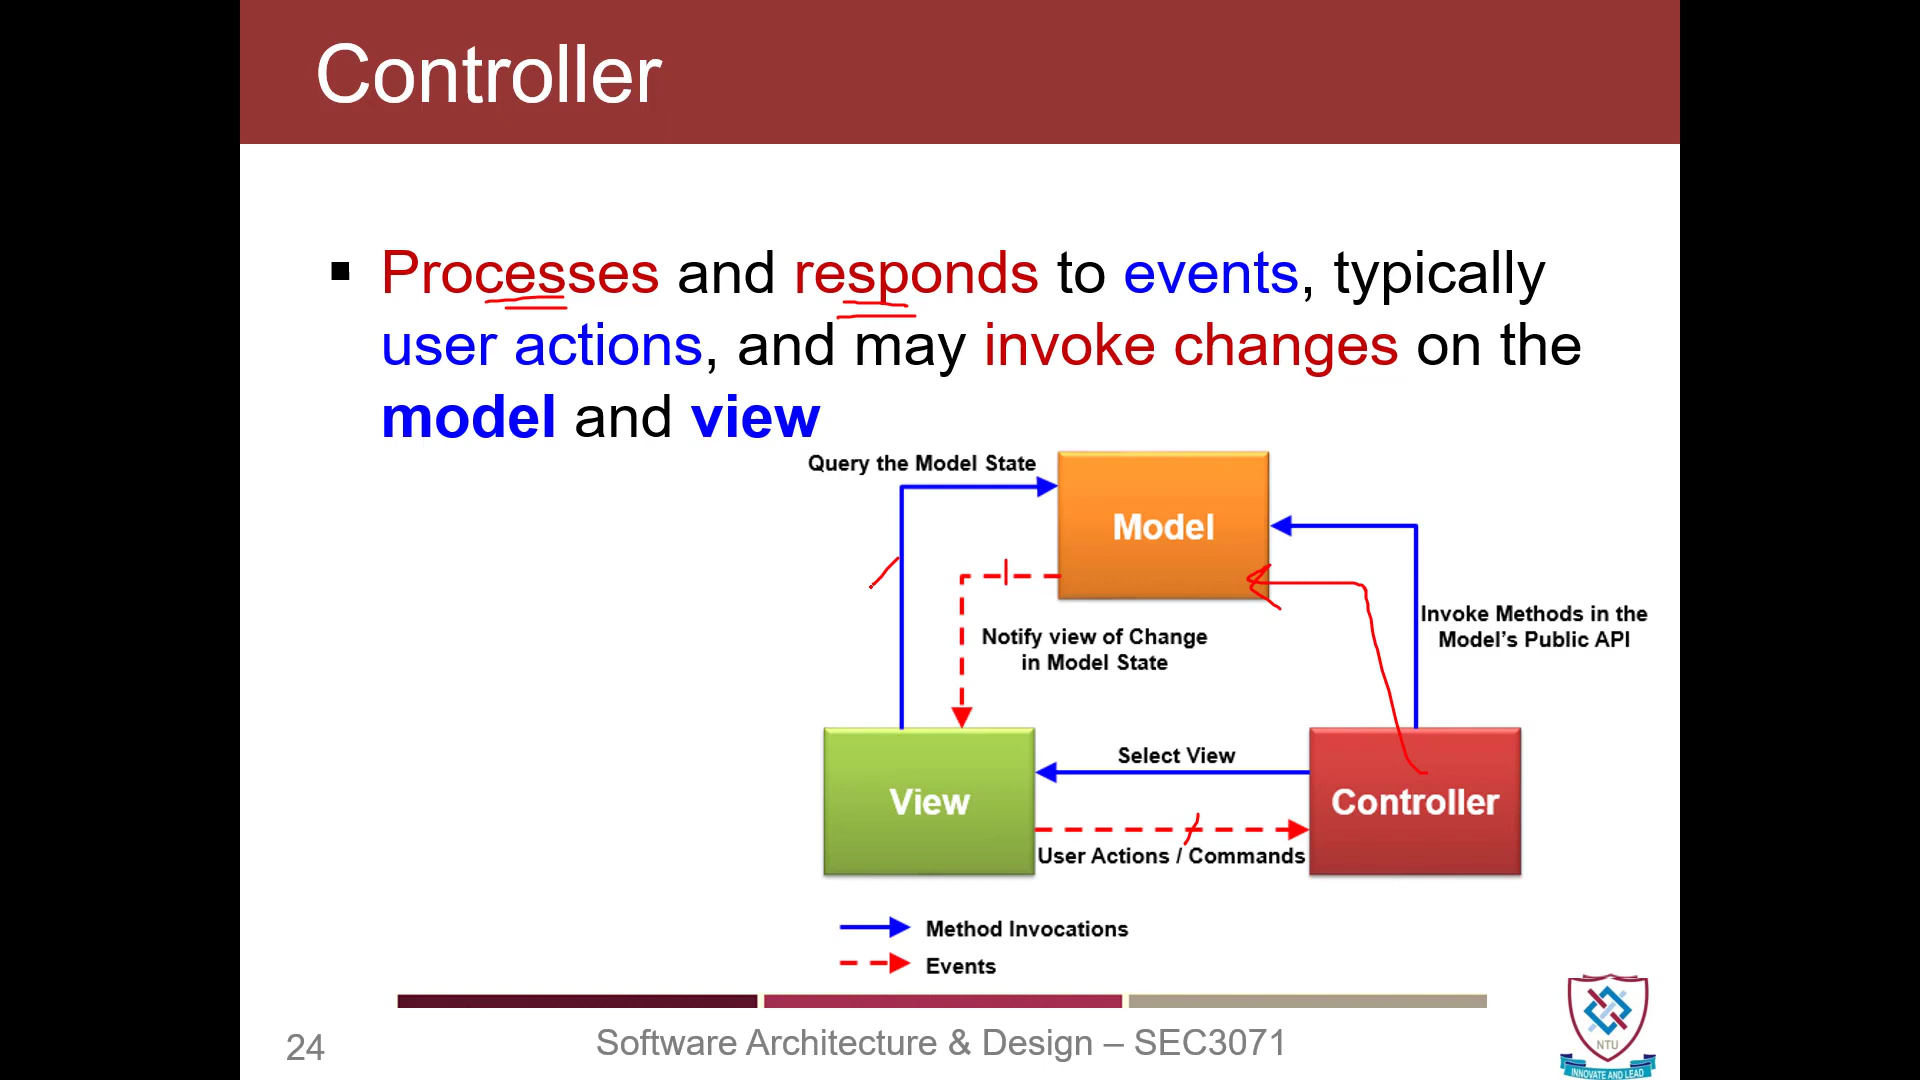 Controller
▪ Processes and responds to events, typically
user actions, and may invoke changes on the
model and view
Query the Model State
Model
Invoke Methods in the
Model's Public API
Notify view of Change
in Model State
Select View
View
Controller
User Actions / Commands
Method Invocations
Events
24
Software Architecture & Design – SEC3071
NTU
INNOVATE AND LEAD